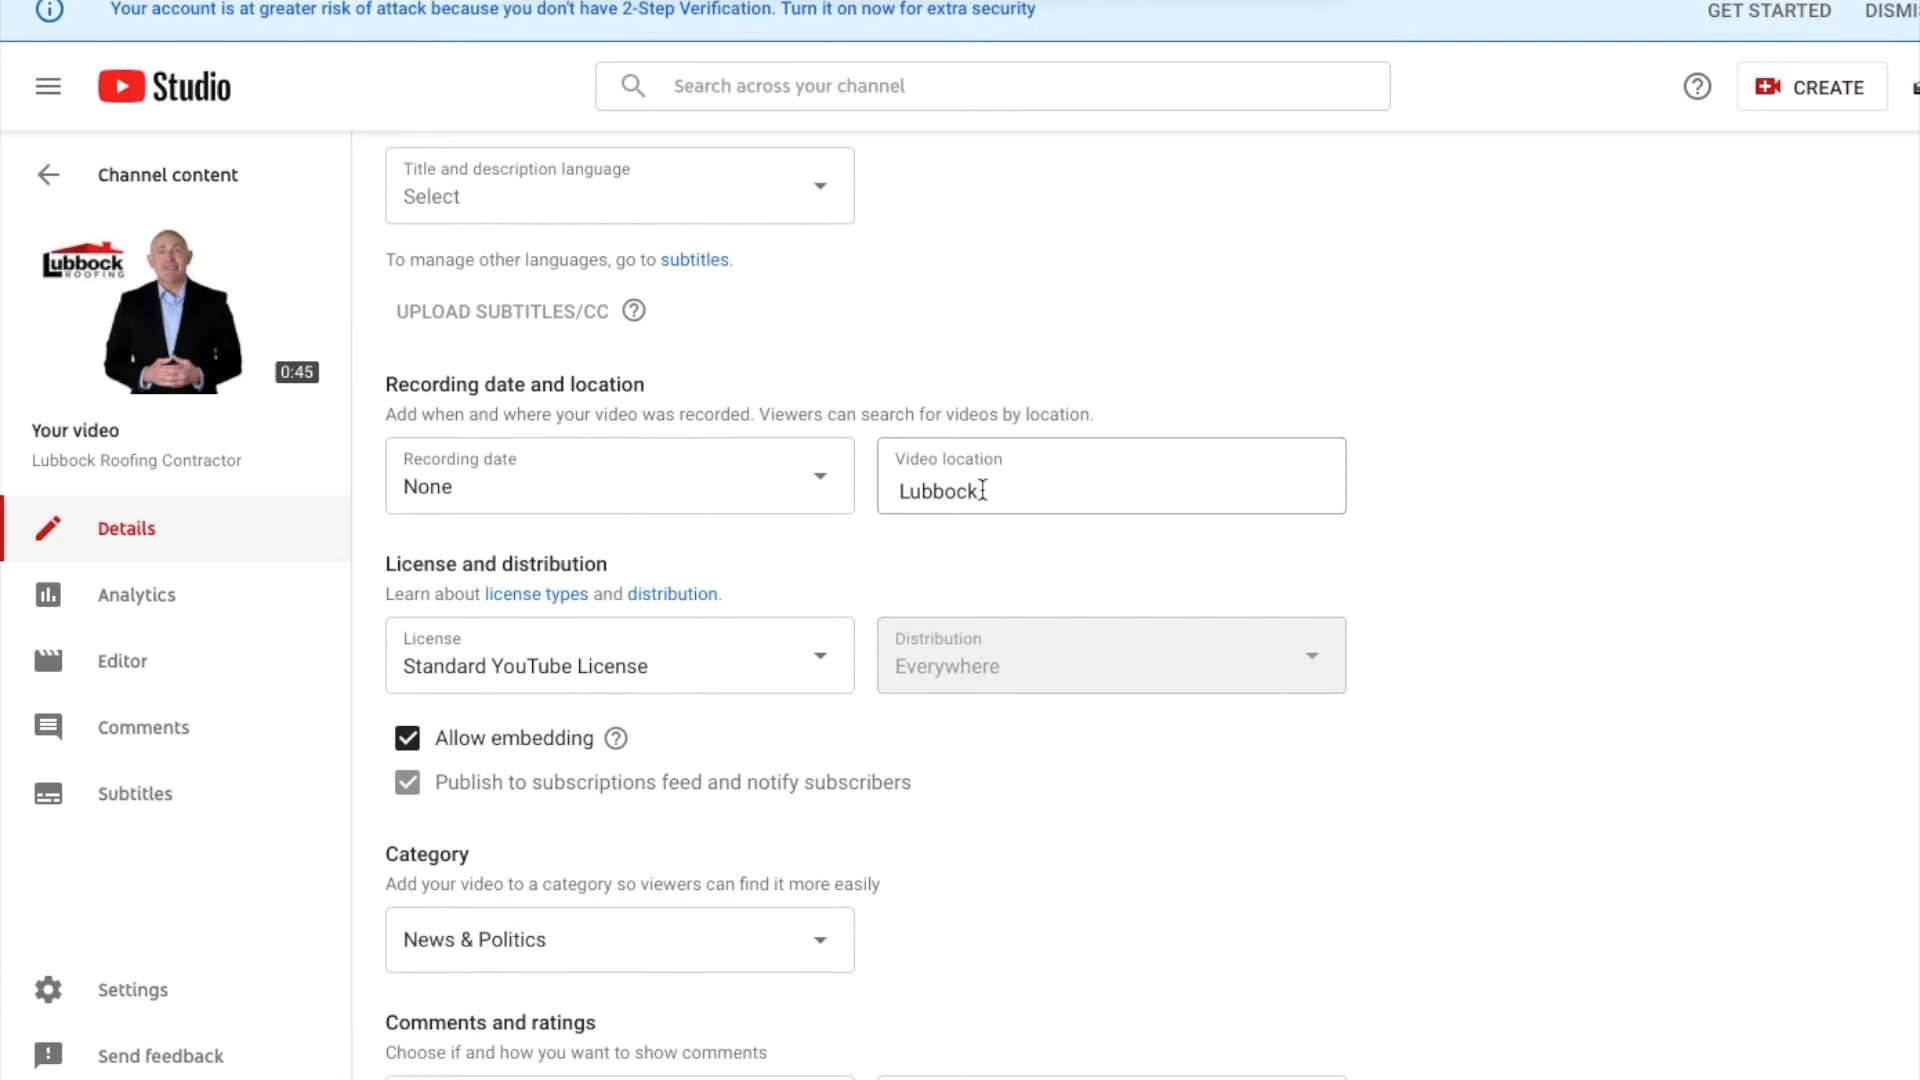 Your account is at greater risk of attack because you don't have 2-Step Verification. Turn it on now for extra security
GET STARTED
DISMI
Studio
Search across your channel
CREATE
Channel content
Lubbock
ROOFING
0:45
Your video
Lubbock Roofing Contractor
Details
Analytics
Editor
Comments
Subtitles
Settings
Send feedback
Title and description language
Select
To manage other languages, go to subtitles.
UPLOAD SUBTITLES/CC
Recording date and location
Add when and where your video was recorded. Viewers can search for videos by location.
Recording date
None
Video location
Lubbock
License and distribution
Learn about license types and distribution.
License
Standard YouTube License
Distribution
Everywhere
Allow embedding
Publish to subscriptions feed and notify subscribers
Category
Add your video to a category so viewers can find it more easily
News & Politics
Comments and ratings
Choose if and how you want to show comments